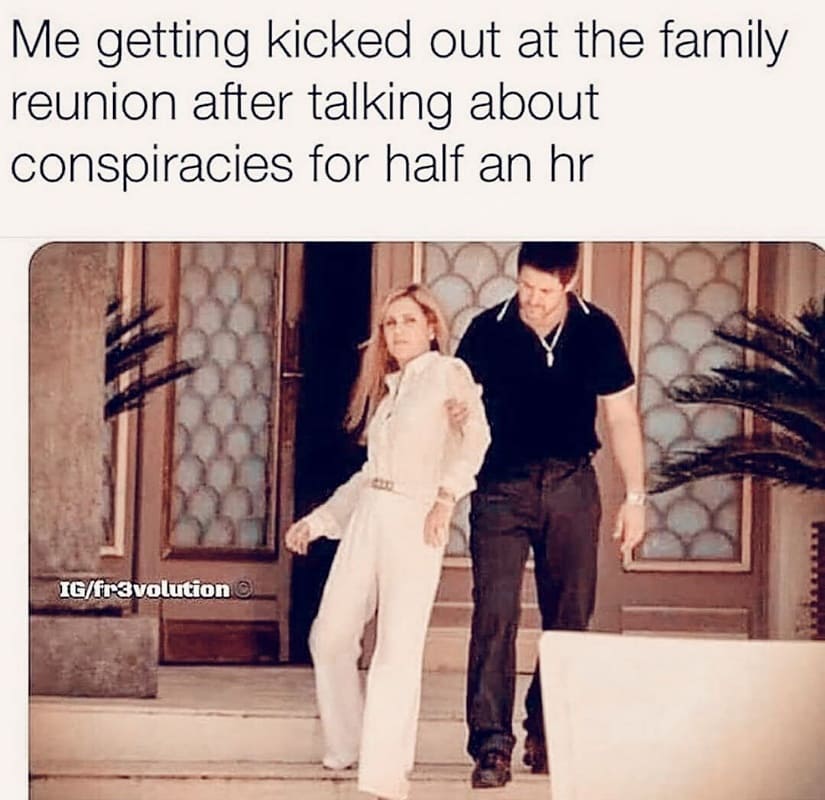 Me getting kicked out at the family
reunion after talking about
conspiracies for half an hr
IG/fr3volution ©